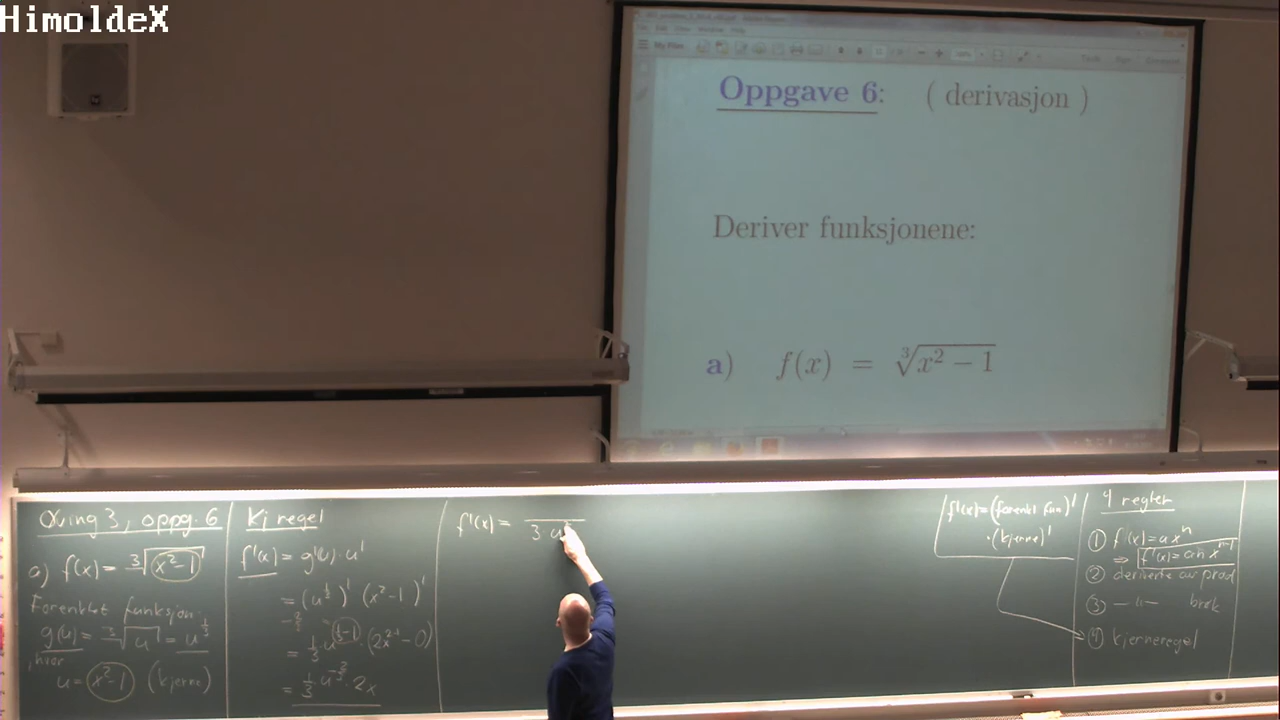 HimoldeX
My Files
Oppgave 6: ( derivasjon )
Deriver funksjonene:
a) f(x) = ∛(x² − 1)
Øving 3, oppg. 6
a) f(x) = ∛(x²-1)
Forenklet funksjon:
g(u) = ∛u = u^(1/3)
, hvor
u = x²-1 (kjerne)
Kj regel
f'(x) = g'(u) · u'
= (u^(1/3))' (x²-1)'
= 1/3 u^(1/3-1) · (2x^(2-1) - 0)
= 1/3 u^(-2/3) · 2x
f'(x) =
3 u
f'(x) = (forenkl fun)'
· (kjerne)'
4 regler
① f(x) = a x^n
⇒ f'(x) = a·n x^(n-1)
② deriverte av prod
③ —"— brøk
④ kjerneregel